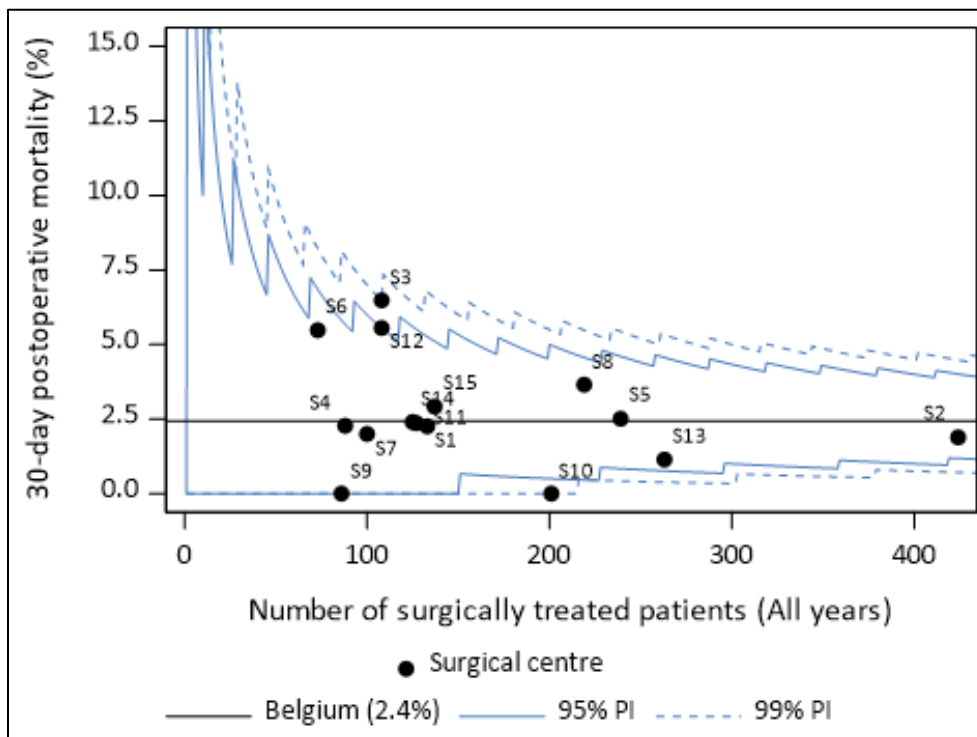 30-day postoperative mortality (%)
15.0
12.5
10.0
7.5
5.0
2.5
0.0
S3
S6
S12
S8
S15
S14
S4
S11
S5
S2
S1
S7
S13
S9
S10
0
100
200
300
400
Number of surgically treated patients (All years)
Surgical centre
Belgium (2.4%) 95% PI 99% PI